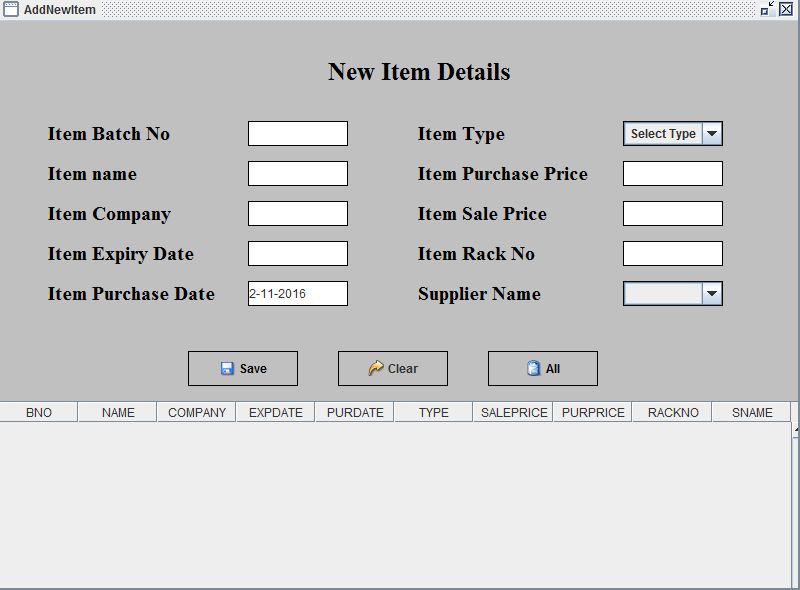 AddNewItem
New Item Details
Item Batch No Item Type Select Type
Item name Item Purchase Price
Item Company Item Sale Price
Item Expiry Date Item Rack No
Item Purchase Date 2-11-2016 Supplier Name
Save Clear All
BNO NAME COMPANY EXPDATE PURDATE TYPE SALEPRICE PURPRICE RACKNO SNAME